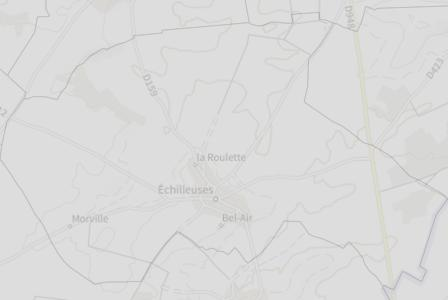 D948
D423
D159
la Roulette
Échilleuses
Morville
Bel-Air